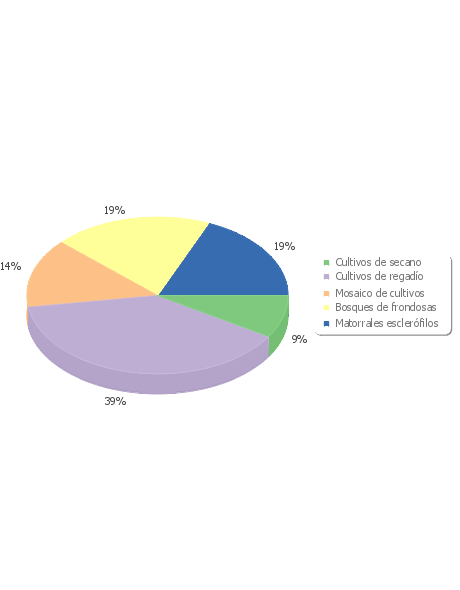 19%
19%
14%
9%
39%
Cultivos de secano
Cultivos de regadío
Mosaico de cultivos
Bosques de frondosas
Matorrales esclerófilos